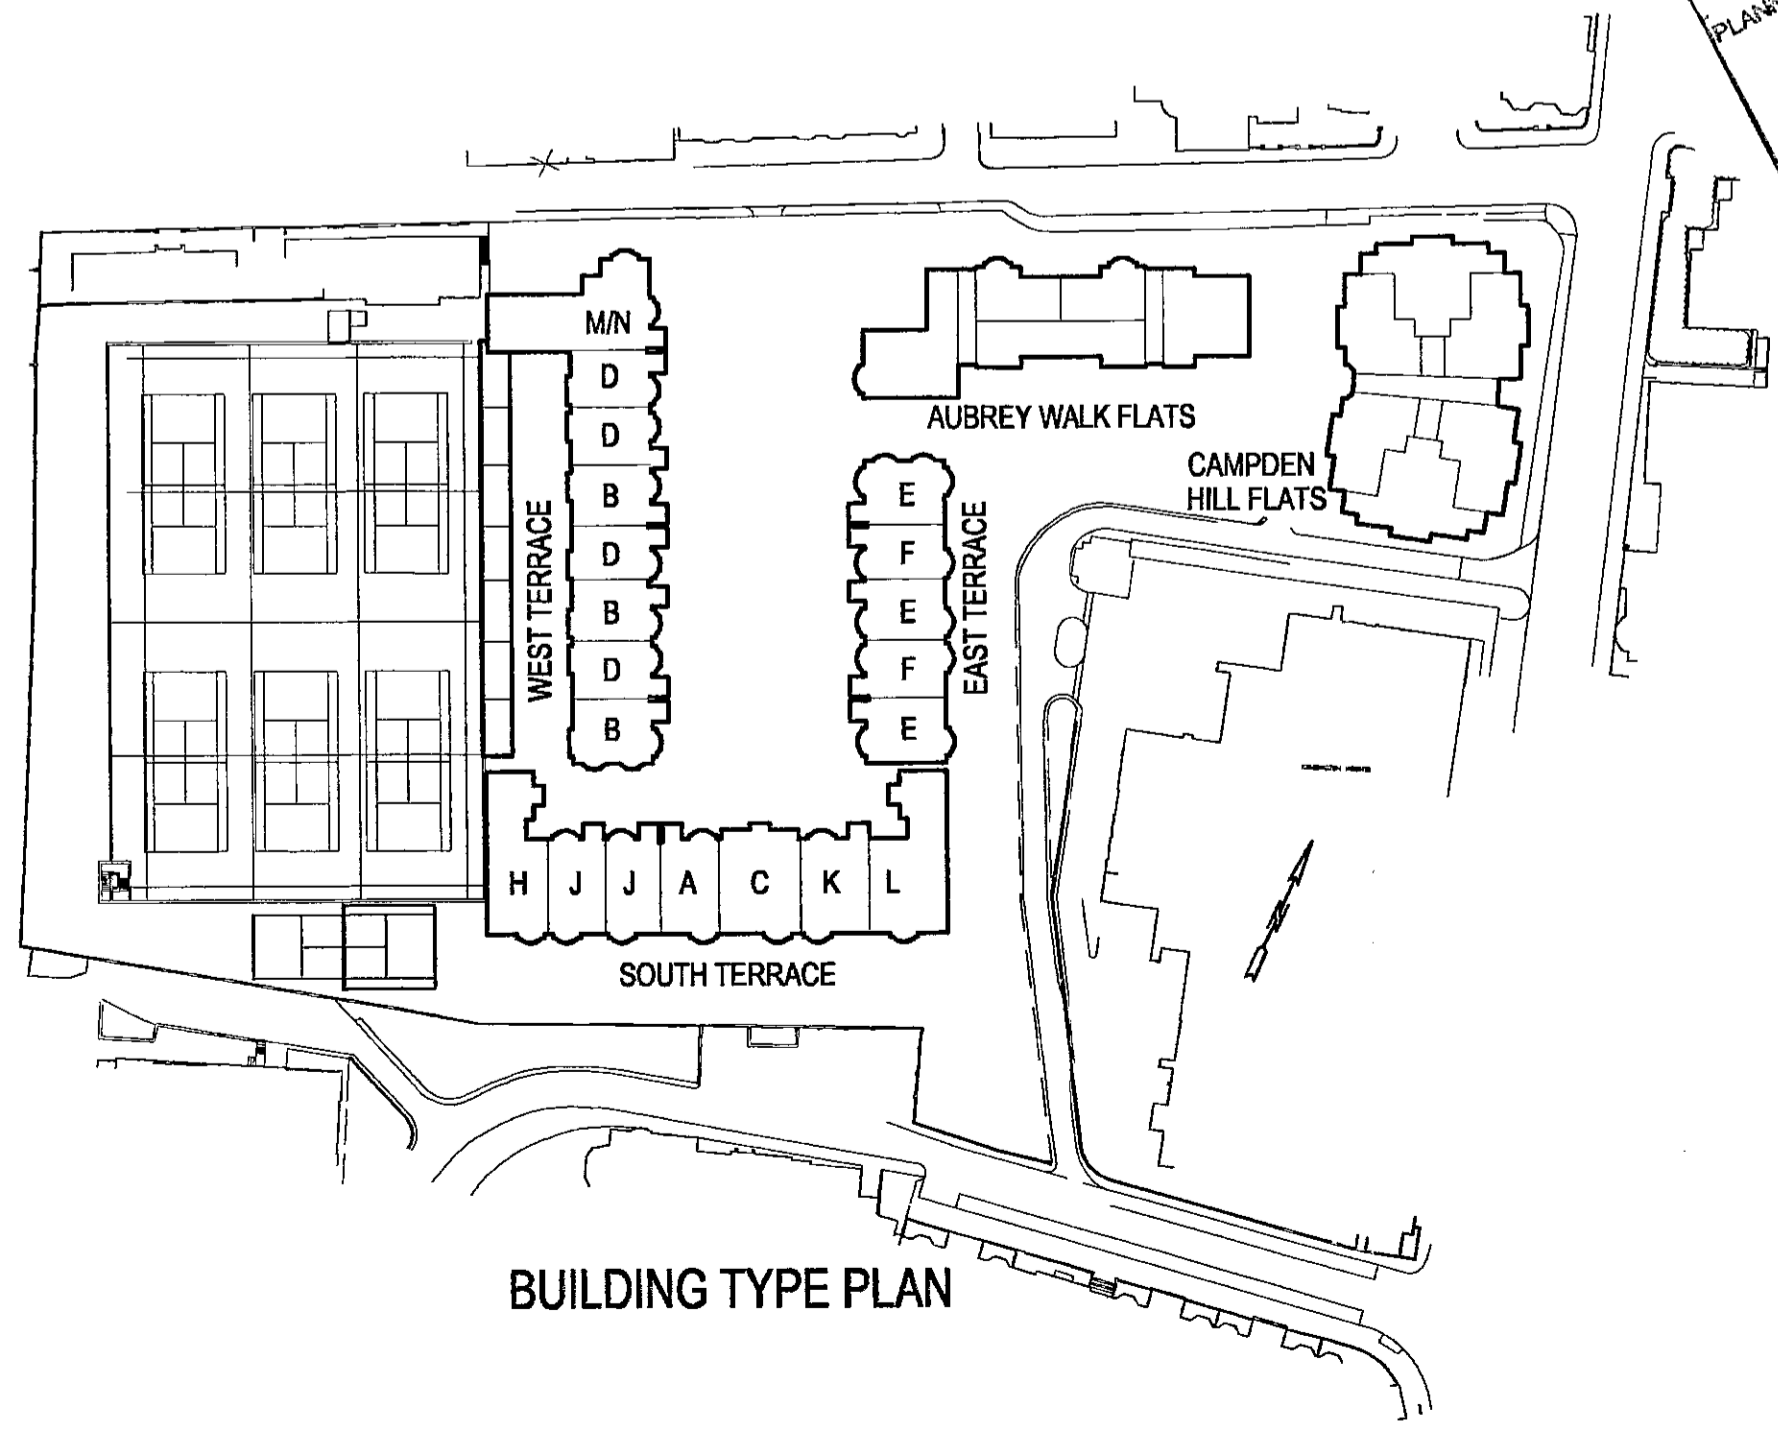 M/N
D
D
B
D
B
D
B
WEST TERRACE
AUBREY WALK FLATS
CAMPDEN
HILL FLATS
E
F
E
F
E
EAST TERRACE
H J J A C K L
SOUTH TERRACE
N
BUILDING TYPE PLAN